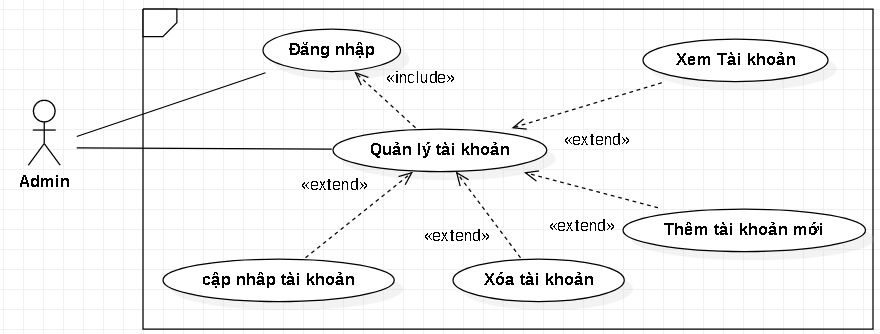 Đăng nhập
Xem Tài khoản
«include»
Quản lý tài khoản
«extend»
Admin
«extend»
«extend»
«extend»
Thêm tài khoản mới
cập nhâp tài khoản
Xóa tài khoản